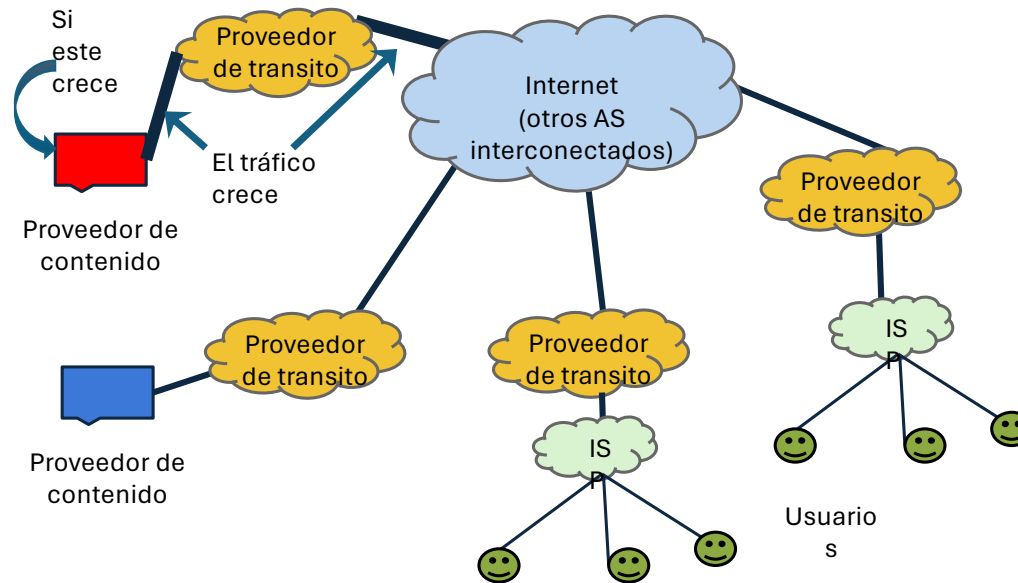 Si
este
crece
Proveedor
de transito
Internet
(otros AS
interconectados)
El tráfico
crece
Proveedor de
contenido
Proveedor
de transito
Proveedor
de transito
Proveedor
de transito
IS
P
Proveedor de
contenido
IS
P
Usuario
s